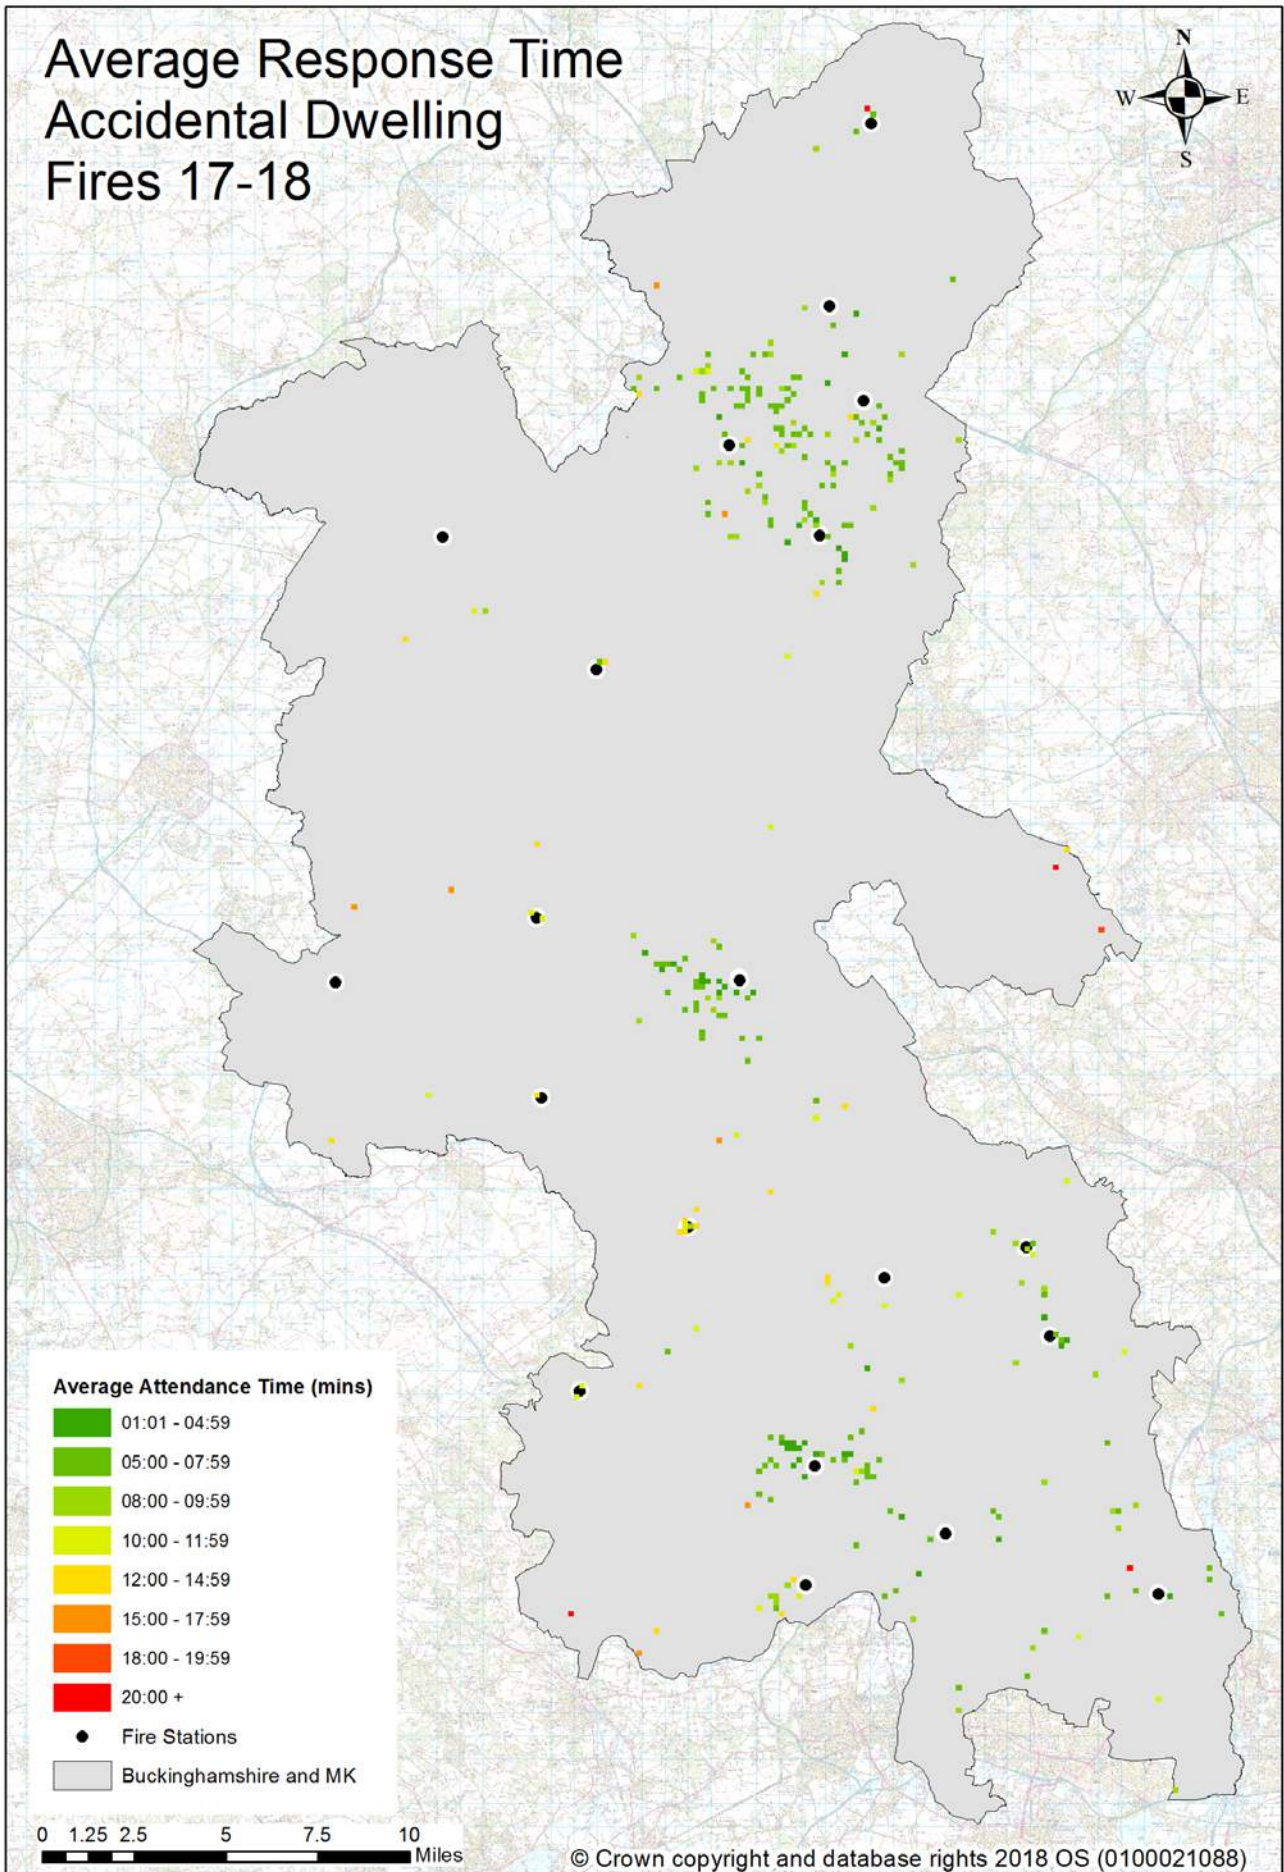 Average Response Time
Accidental Dwelling
Fires 17-18
N
W E
S
Average Attendance Time (mins)
01:01 - 04:59
05:00 - 07:59
08:00 - 09:59
10:00 - 11:59
12:00 - 14:59
15:00 - 17:59
18:00 - 19:59
20:00 +
Fire Stations
Buckinghamshire and MK
0 1.25 2.5 5 7.5 10
Miles
© Crown copyright and database rights 2018 OS (0100021088)